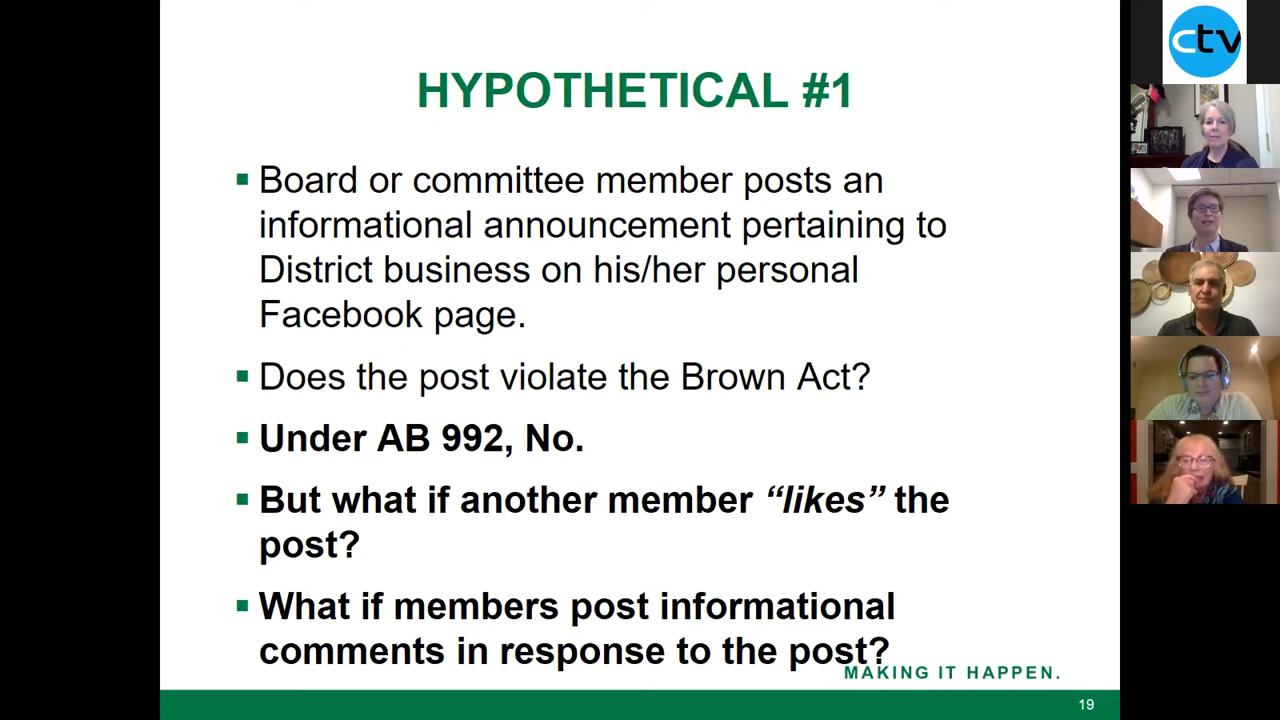 HYPOTHETICAL #1
Board or committee member posts an
informational announcement pertaining to
District business on his/her personal
Facebook page.
Does the post violate the Brown Act?
Under AB 992, No.
But what if another member “likes” the
post?
What if members post informational
comments in response to the post?
MAKING IT HAPPEN.
19
ctv